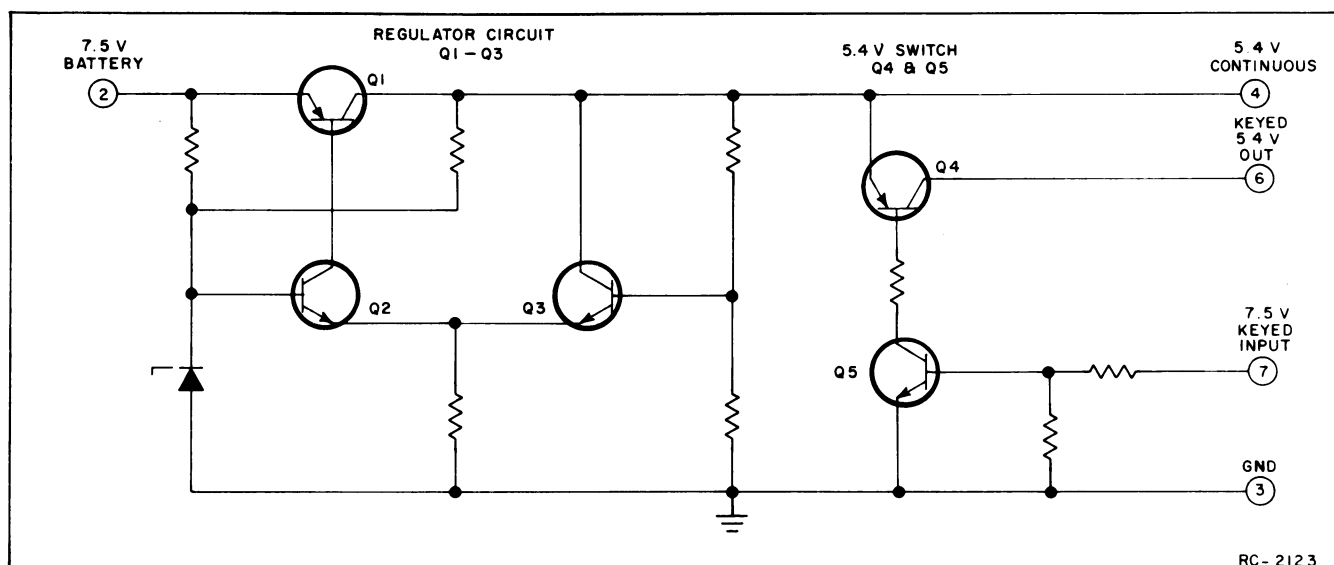 7.5 V
BATTERY
2
REGULATOR CIRCUIT
Q1-Q3
Q1
5.4 V SWITCH
Q4 & Q5
5.4 V
CONTINUOUS
4
KEYED
5.4 V
OUT
6
Q4
Q2
Q3
7.5 V
KEYED
INPUT
7
Q5
GND
3
RC-2123